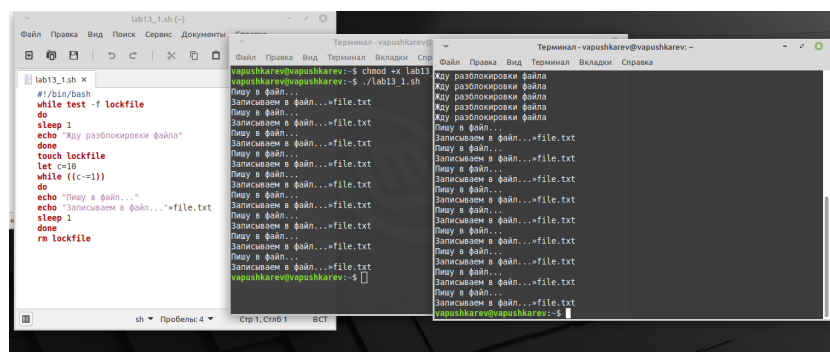 lab13_1.sh (~)
Файл Правка Вид Поиск Сервис Документы
lab13_1.sh ×
#!/bin/bash
while test -f lockfile
do
sleep 1
echo "Жду разблокировки файла"
done
touch lockfile
let c=10
while ((c-=1))
do
echo "Пишу в файл..."
echo "Записываем в файл..."»file.txt
sleep 1
done
rm lockfile
sh Пробелы: 4 Стр 1, Стлб 1 ВСТ
Терминал - vapushkarev@
Файл Правка Вид Терминал Вкладки Спр
vapushkarev@vapushkarev:~$ chmod +x lab13_
vapushkarev@vapushkarev:~$ ./lab13_1.sh
Пишу в файл...
Записываем в файл...»file.txt
Пишу в файл...
Записываем в файл...»file.txt
Пишу в файл...
Записываем в файл...»file.txt
Пишу в файл...
Записываем в файл...»file.txt
Пишу в файл...
Записываем в файл...»file.txt
Пишу в файл...
Записываем в файл...»file.txt
Пишу в файл...
Записываем в файл...»file.txt
Пишу в файл...
Записываем в файл...»file.txt
Пишу в файл...
Записываем в файл...»file.txt
vapushkarev@vapushkarev:~$
Терминал - vapushkarev@vapushkarev: ~
Файл Правка Вид Терминал Вкладки Справка
Жду разблокировки файла
Жду разблокировки файла
Жду разблокировки файла
Жду разблокировки файла
Жду разблокировки файла
Пишу в файл...
Записываем в файл...»file.txt
Пишу в файл...
Записываем в файл...»file.txt
Пишу в файл...
Записываем в файл...»file.txt
Пишу в файл...
Записываем в файл...»file.txt
Пишу в файл...
Записываем в файл...»file.txt
Пишу в файл...
Записываем в файл...»file.txt
Пишу в файл...
Записываем в файл...»file.txt
Пишу в файл...
Записываем в файл...»file.txt
Пишу в файл...
Записываем в файл...»file.txt
vapushkarev@vapushkarev:~$